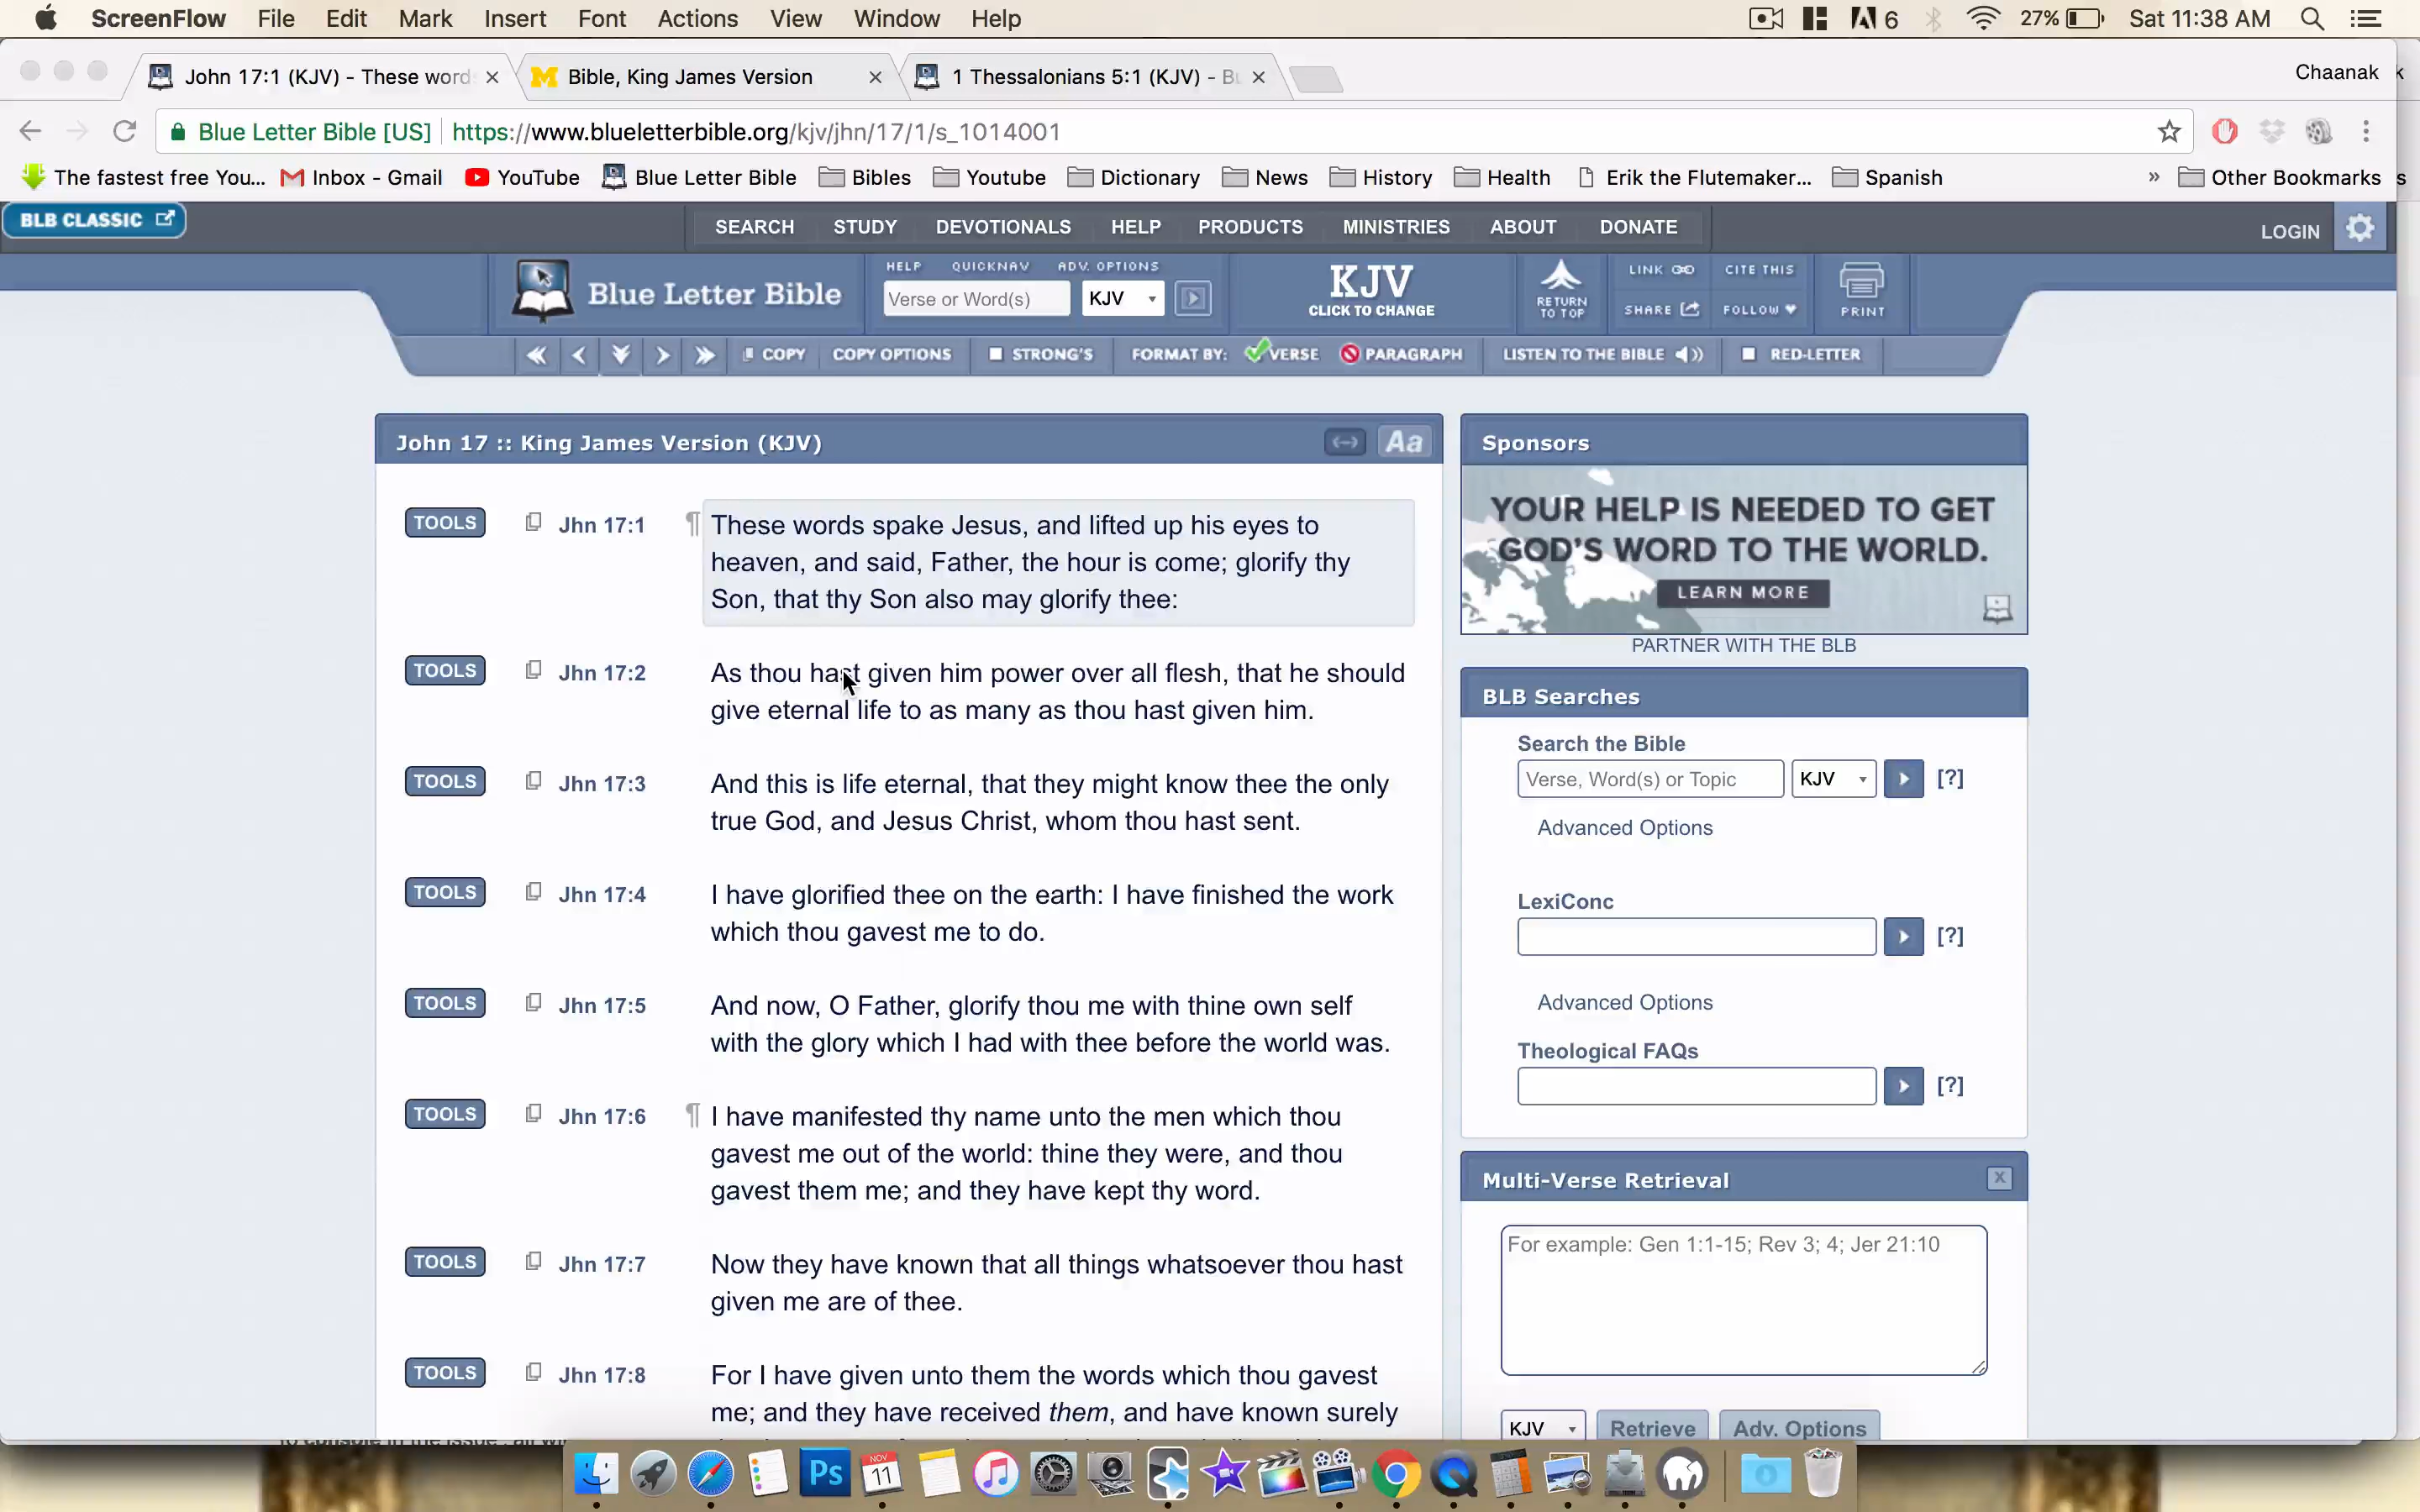 ScreenFlow File Edit Mark Insert Font Actions View Window Help 6 27% Sat 11:38 AM
John 17:1 (KJV) - These word Bible, King James Version 1 Thessalonians 5:1 (KJV) - Bu Chaanak k
Blue Letter Bible [US] https://www.blueletterbible.org/kjv/jhn/17/1/s_1014001
The fastest free You... Inbox - Gmail YouTube Blue Letter Bible Bibles Youtube Dictionary News History Health Erik the Flutemaker... Spanish » Other Bookmarks s
BLB CLASSIC SEARCH STUDY DEVOTIONALS HELP PRODUCTS MINISTRIES ABOUT DONATE LOGIN
HELP QUICKNAV ADV. OPTIONS
Blue Letter Bible Verse or Word(s) KJV
KJV
CLICK TO CHANGE
RETURN
TO TOP
LINK CITE THIS
SHARE FOLLOW
PRINT
COPY COPY OPTIONS STRONG'S FORMAT BY: VERSE PARAGRAPH LISTEN TO THE BIBLE RED-LETTER
John 17 :: King James Version (KJV) Aa
TOOLS Jhn 17:1 ¶ These words spake Jesus, and lifted up his eyes to
heaven, and said, Father, the hour is come; glorify thy
Son, that thy Son also may glorify thee:
TOOLS Jhn 17:2 As thou hast given him power over all flesh, that he should
give eternal life to as many as thou hast given him.
TOOLS Jhn 17:3 And this is life eternal, that they might know thee the only
true God, and Jesus Christ, whom thou hast sent.
TOOLS Jhn 17:4 I have glorified thee on the earth: I have finished the work
which thou gavest me to do.
TOOLS Jhn 17:5 And now, O Father, glorify thou me with thine own self
with the glory which I had with thee before the world was.
TOOLS Jhn 17:6 ¶ I have manifested thy name unto the men which thou
gavest me out of the world: thine they were, and thou
gavest them me; and they have kept thy word.
TOOLS Jhn 17:7 Now they have known that all things whatsoever thou hast
given me are of thee.
TOOLS Jhn 17:8 For I have given unto them the words which thou gavest
me; and they have received them, and have known surely
Sponsors
YOUR HELP IS NEEDED TO GET
GOD'S WORD TO THE WORLD.
LEARN MORE
PARTNER WITH THE BLB
BLB Searches
Search the Bible
Verse, Word(s) or Topic KJV [?]
Advanced Options
LexiConc
[?]
Advanced Options
Theological FAQs
[?]
Multi-Verse Retrieval x
For example: Gen 1:1-15; Rev 3; 4; Jer 21:10
KJV Retrieve Adv. Options
Ps NOV
11